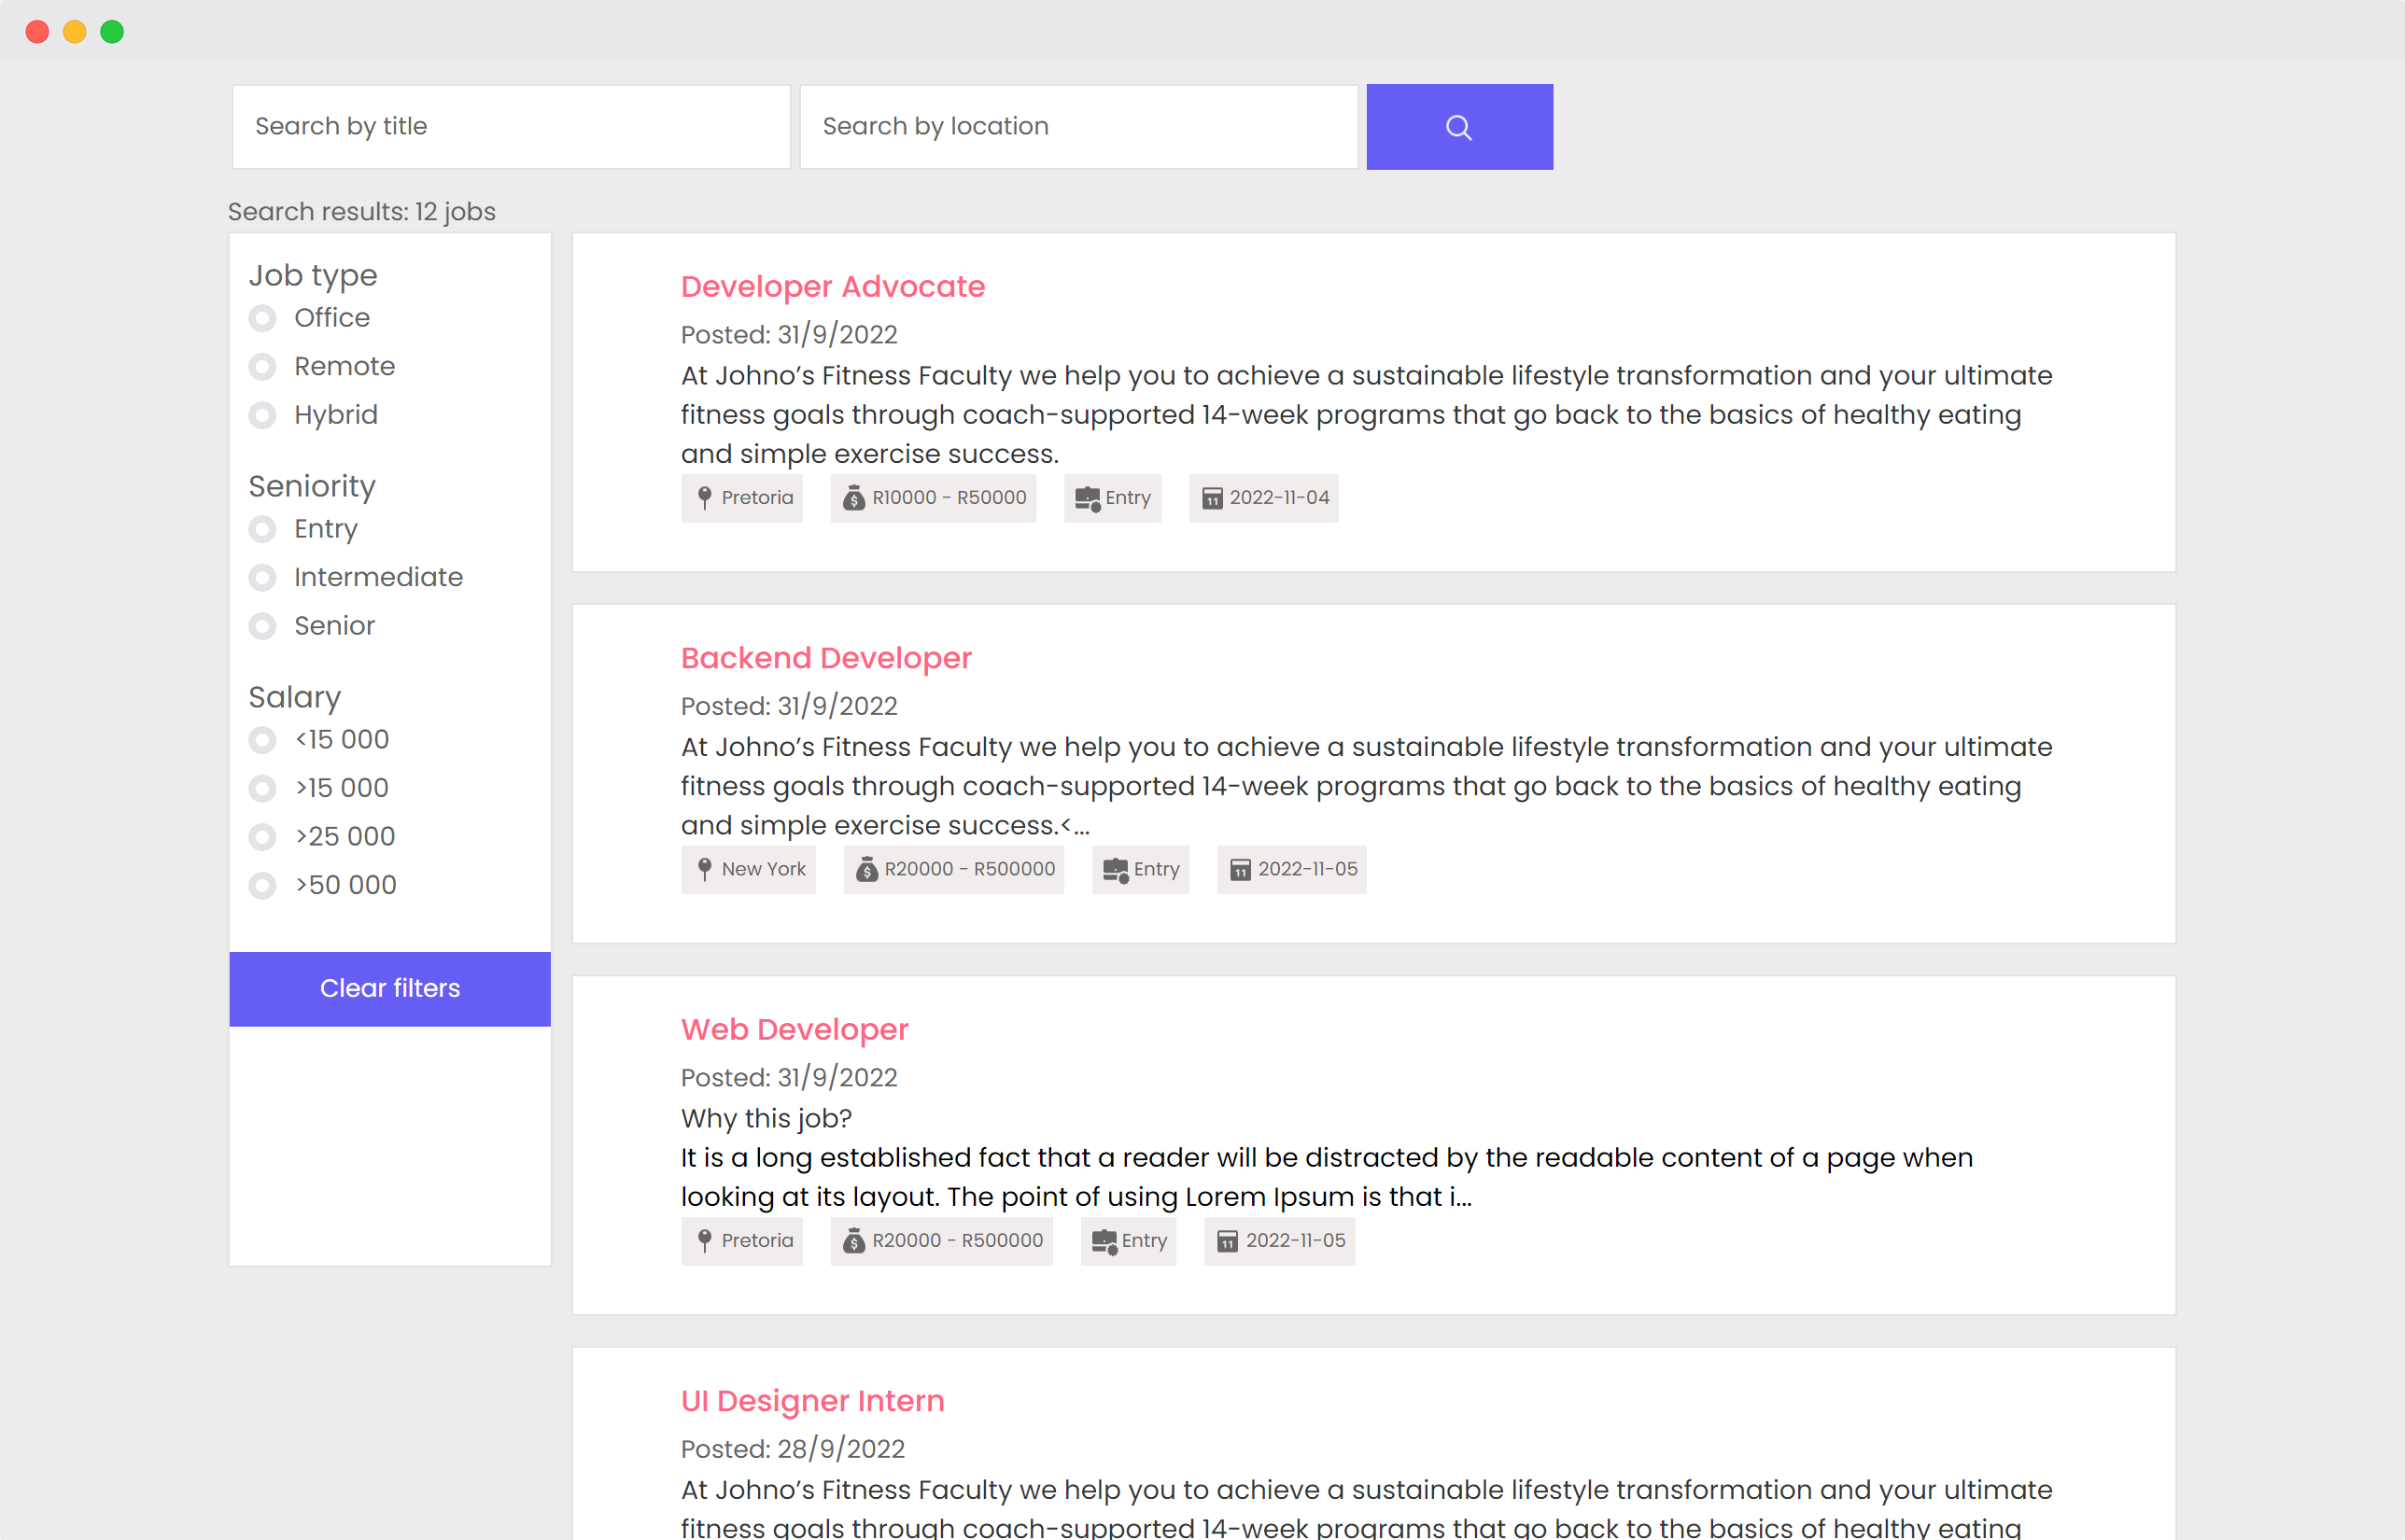 Search by title
Search by location
Search results: 12 jobs
Job type
Office
Remote
Hybrid
Seniority
Entry
Intermediate
Senior
Salary
<15 000
>15 000
>25 000
>50 000
Clear filters
Developer Advocate
Posted: 31/9/2022
At Johno’s Fitness Faculty we help you to achieve a sustainable lifestyle transformation and your ultimate
fitness goals through coach-supported 14-week programs that go back to the basics of healthy eating
and simple exercise success.
Pretoria
R10000 - R50000
Entry
11 2022-11-04
Backend Developer
Posted: 31/9/2022
At Johno’s Fitness Faculty we help you to achieve a sustainable lifestyle transformation and your ultimate
fitness goals through coach-supported 14-week programs that go back to the basics of healthy eating
and simple exercise success.<...
New York
R20000 - R500000
Entry
11 2022-11-05
Web Developer
Posted: 31/9/2022
Why this job?
It is a long established fact that a reader will be distracted by the readable content of a page when
looking at its layout. The point of using Lorem Ipsum is that i...
Pretoria
R20000 - R500000
Entry
11 2022-11-05
UI Designer Intern
Posted: 28/9/2022
At Johno’s Fitness Faculty we help you to achieve a sustainable lifestyle transformation and your ultimate
fitness goals through coach-supported 14-week programs that go back to the basics of healthy eating